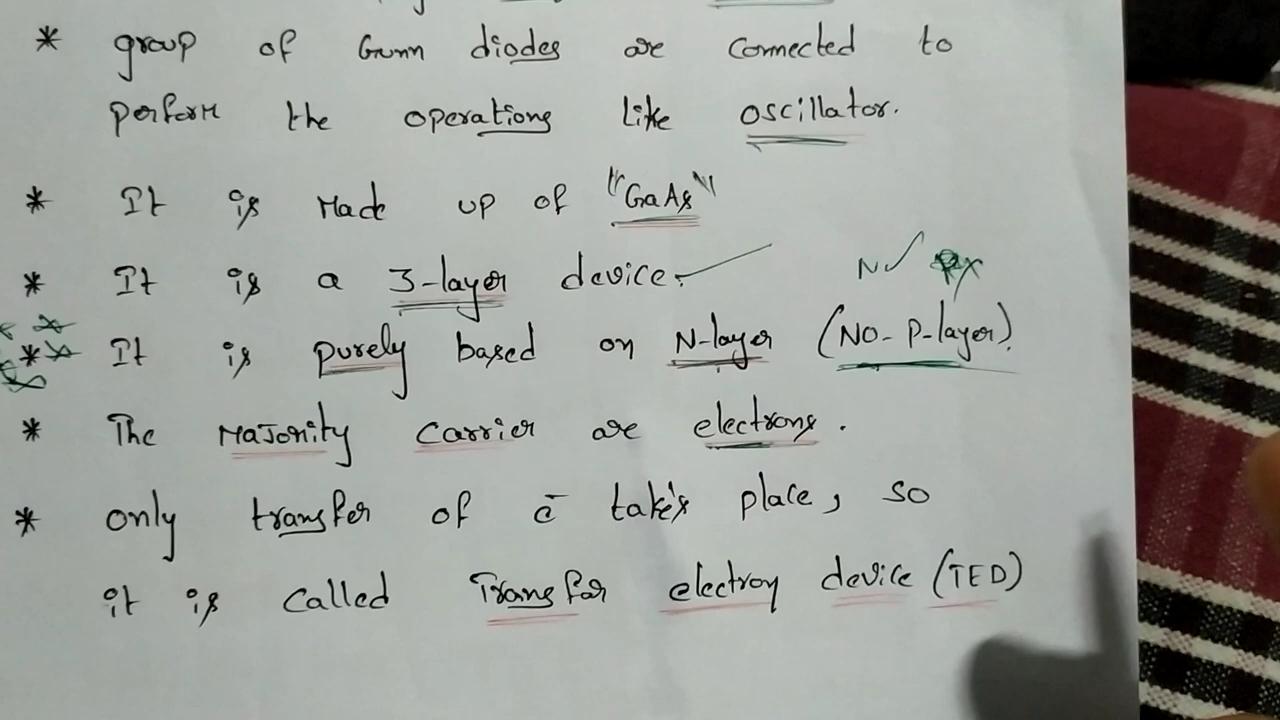 * group of Gunn diodes are connected to
perform the operations like oscillator.
* It is Made up of "GaAs"
* It is a 3-layer device. N✓ PX
* It is purely based on N-layer (NO-P-layer).
* The Majority carrier are electrons.
* only transfer of e̅ take's place, so
it is called Transfer electron device (TED)